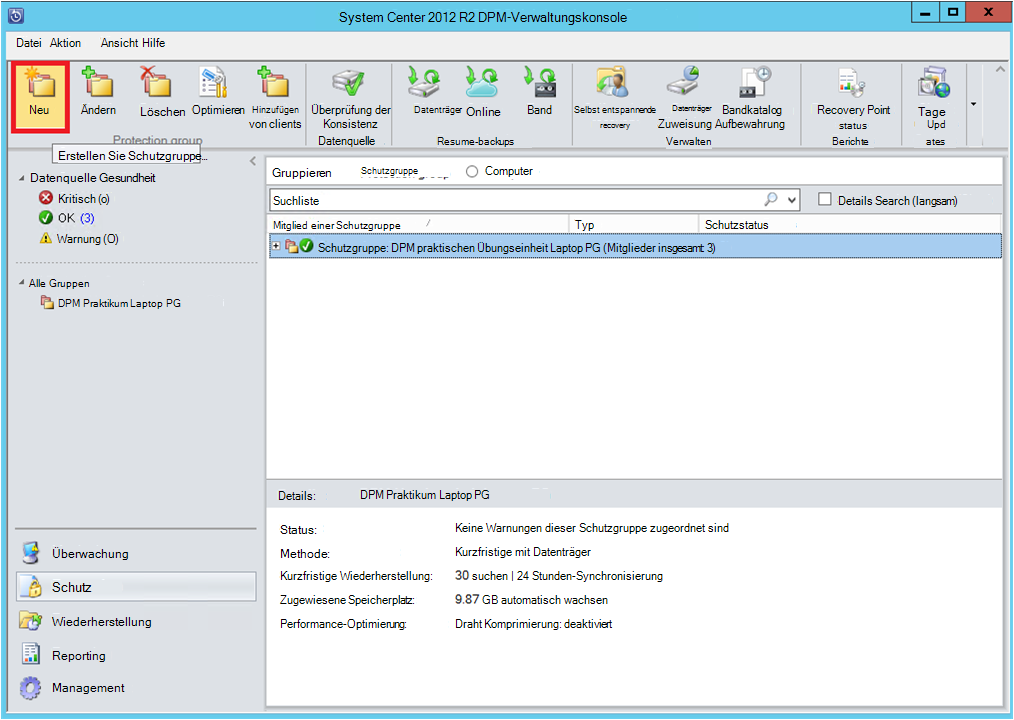 System Center 2012 R2 DPM-Verwaltungskonsole
Datei Aktion Ansicht Hilfe
Neu
Ändern
Löschen
Optimieren
Hinzufügen
von clients
Protection group
Überprüfung der
Konsistenz
Datenquelle
Datenträger
Online
Band
Resume-backups
Selbst entspannende
recovery
Datenträger
Zuweisung
Bandkatalog
Aufbewahrung
Verwalten
Recovery Point
status
Berichte
Tage
Upd
ates
Erstellen Sie Schutzgruppe...
Datenquelle Gesundheit
Kritisch (o)
OK (3)
Warnung (O)
Alle Gruppen
DPM Praktikum Laptop PG
Gruppieren Schutzgruppe Computer
Suchliste
Details Search (langsam)
Mitglied einer Schutzgruppe / Typ Schutzstatus
Schutzgruppe: DPM praktischen Übungseinheit Laptop PG (Mitglieder insgesamt 3)
Details: DPM Praktikum Laptop PG
Status: Keine Warnungen dieser Schutzgruppe zugeordnet sind
Methode: Kurzfristige mit Datenträger
Kurzfristige Wiederherstellung: 30 suchen | 24 Stunden-Synchronisierung
Zugewiesene Speicherplatz: 9.87 GB automatisch wachsen
Performance-Optimierung: Draht Komprimierung: deaktiviert
Überwachung
Schutz
Wiederherstellung
Reporting
Management